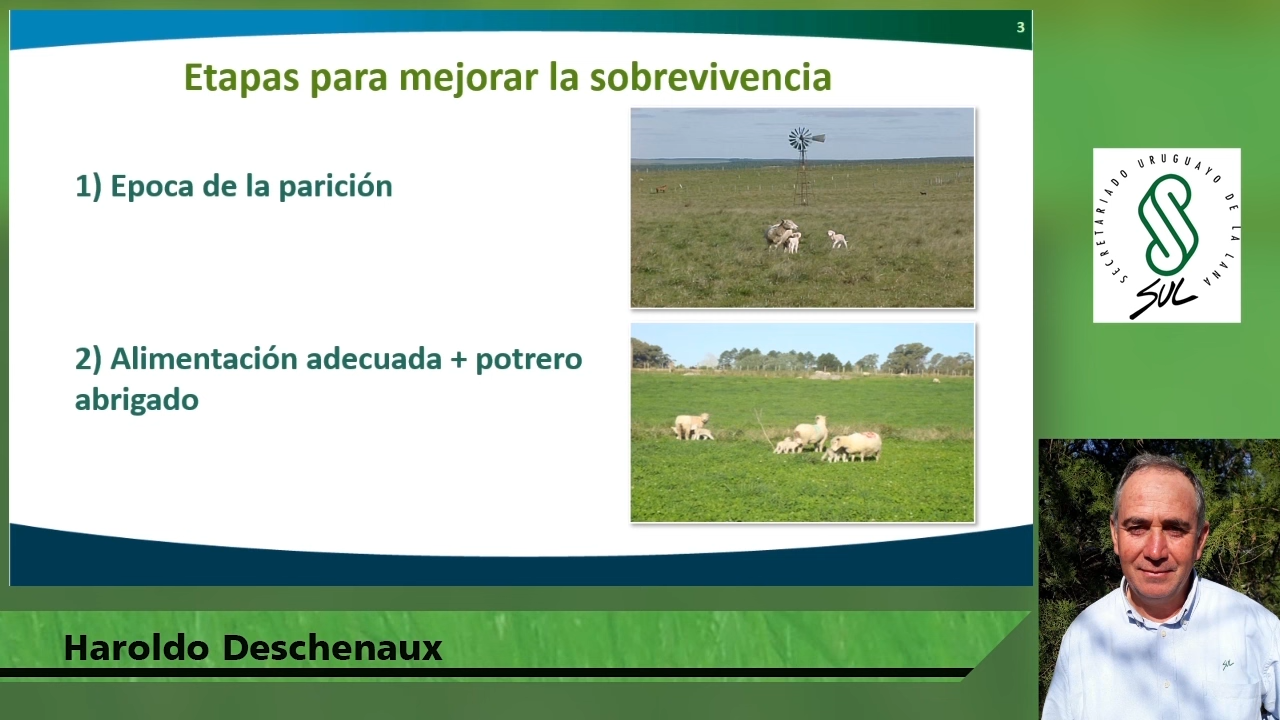 3
Etapas para mejorar la sobrevivencia
1) Epoca de la parición
2) Alimentación adecuada + potrero
abrigado
SECRETARIADO URUGUAYO DE LA LANA
SUL
Haroldo Deschenaux
SUL